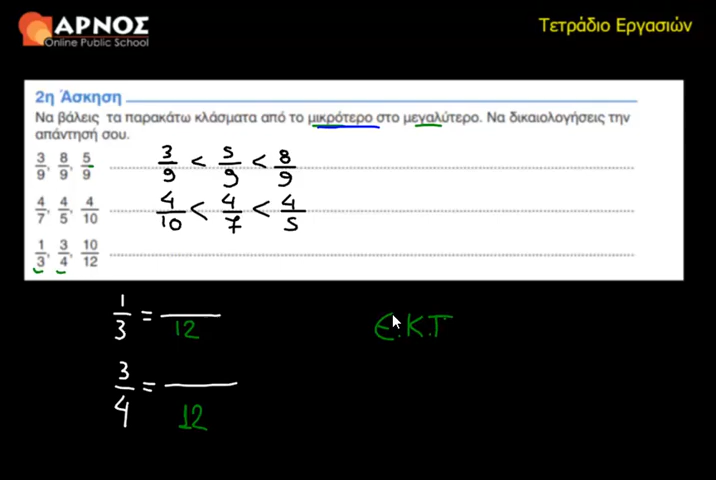 ΑΡΝΟΣ
Online Public School
Τετράδιο Εργασιών
2η Άσκηση
Να βάλεις τα παρακάτω κλάσματα από το μικρότερο στο μεγαλύτερο. Να δικαιολογήσεις την
απάντησή σου.
3/9, 8/9, 5/9 3/9 < 5/9 < 8/9
4/7, 4/5, 4/10 4/10 < 4/7 < 4/5
1/3, 3/4, 10/12
1/3 = /12 Ε.Κ.Π
3/4 = /12